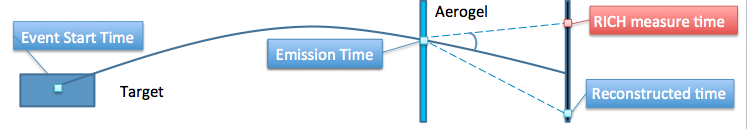 Aerogel
RICH measure time
Event Start Time
Emission Time
Target
Reconstructed time